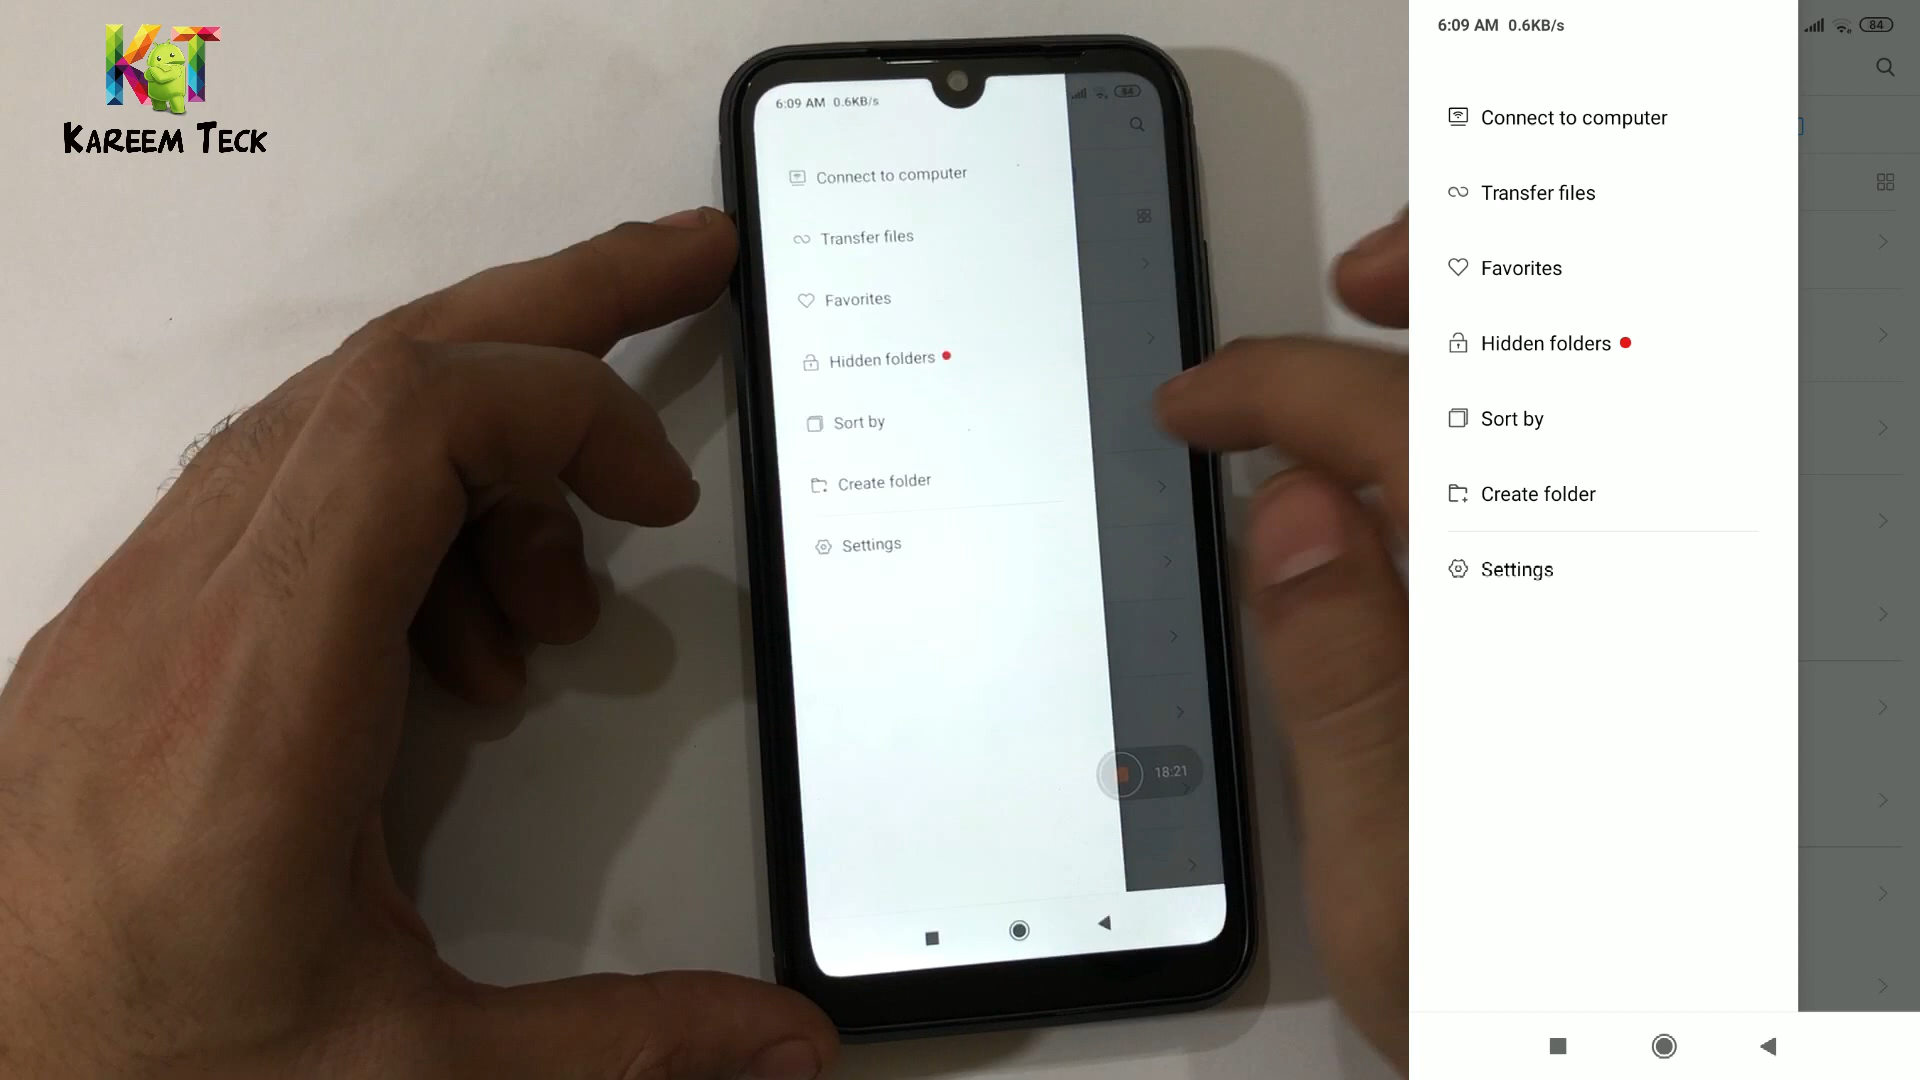 KT
KAREEM TECK
6:09 AM 0.6KB/s
84
Connect to computer
Transfer files
Favorites
Hidden folders
Sort by
Create folder
Settings
18:21
6:09 AM 0.6KB/s
84
Connect to computer
Transfer files
Favorites
Hidden folders
Sort by
Create folder
Settings